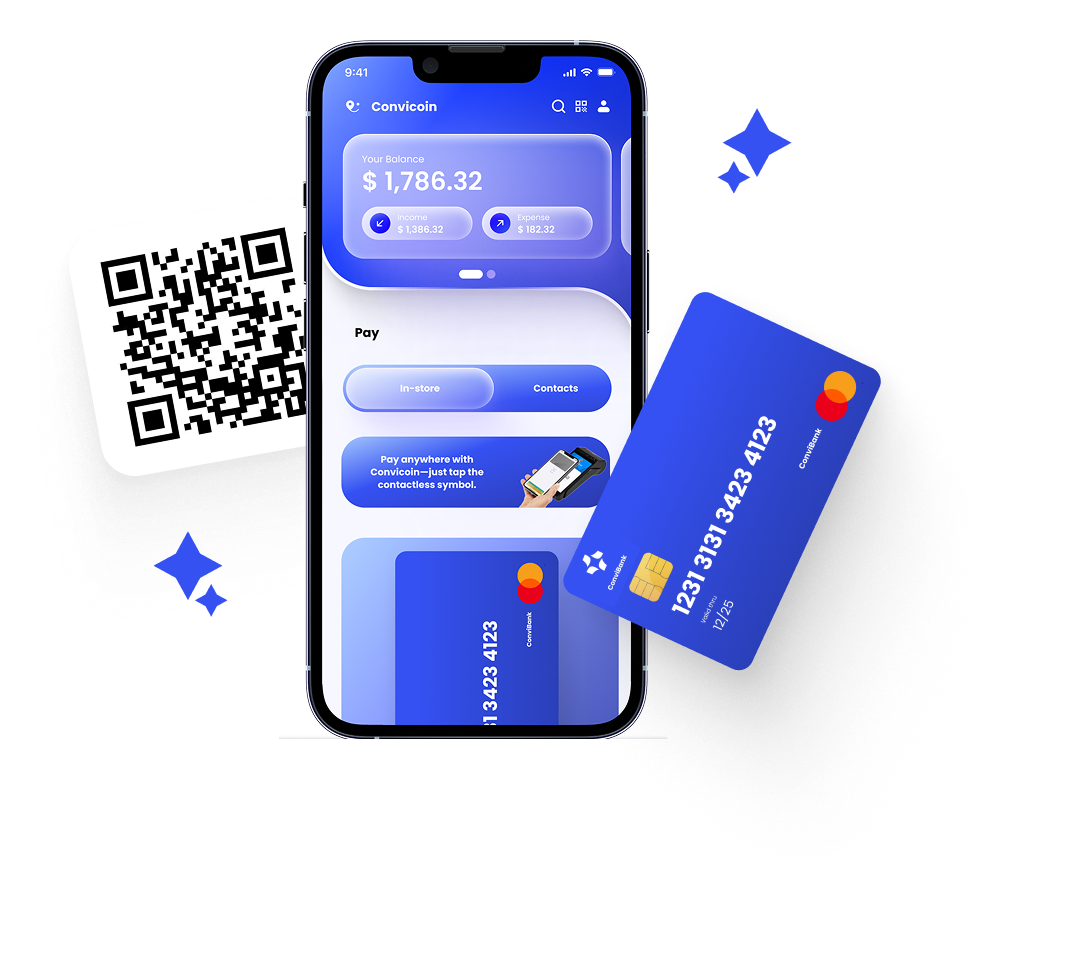 9:41
Convicoin
Your Balance
$ 1,786.32
Income
$ 1,386.32
Expense
$ 182.32
Pay
In-store
Contacts
Pay anywhere with
Convicoin—just tap the
contactless symbol.
ConviBank
31 3423 4123
ConviBank
1231 3131 3423 4123
ConviBank
Valid thru
12/25